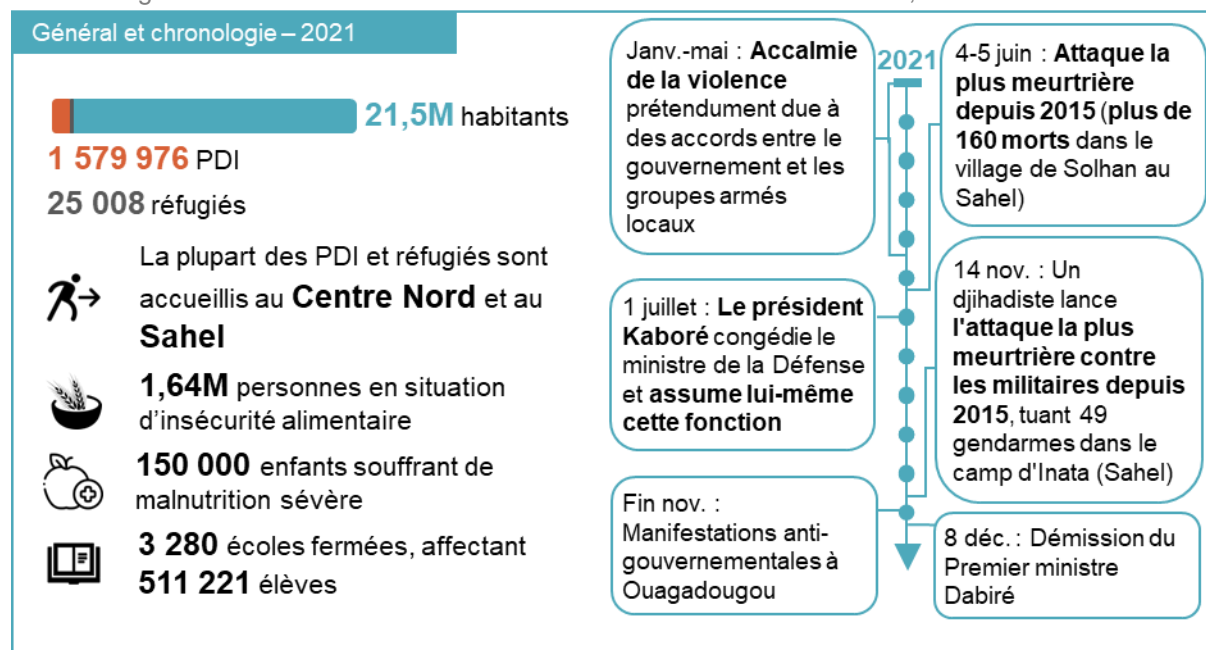 Général et chronologie – 2021
21,5M habitants
1 579 976 PDI
25 008 réfugiés
La plupart des PDI et réfugiés sont
accueillis au Centre Nord et au
Sahel
1,64M personnes en situation
d'insécurité alimentaire
150 000 enfants souffrant de
malnutrition sévère
3 280 écoles fermées, affectant
511 221 élèves
2021
Janv.-mai : Accalmie
de la violence
prétendument due à
des accords entre le
gouvernement et les
groupes armés
locaux
4-5 juin : Attaque la
plus meurtrière
depuis 2015 (plus de
160 morts dans le
village de Solhan au
Sahel)
1 juillet : Le président
Kaboré congédie le
ministre de la Défense
et assume lui-même
cette fonction
14 nov. : Un
djihadiste lance
l'attaque la plus
meurtrière contre
les militaires depuis
2015, tuant 49
gendarmes dans le
camp d'Inata (Sahel)
Fin nov. :
Manifestations anti-
gouvernementales à
Ouagadougou
8 déc. : Démission du
Premier ministre
Dabiré